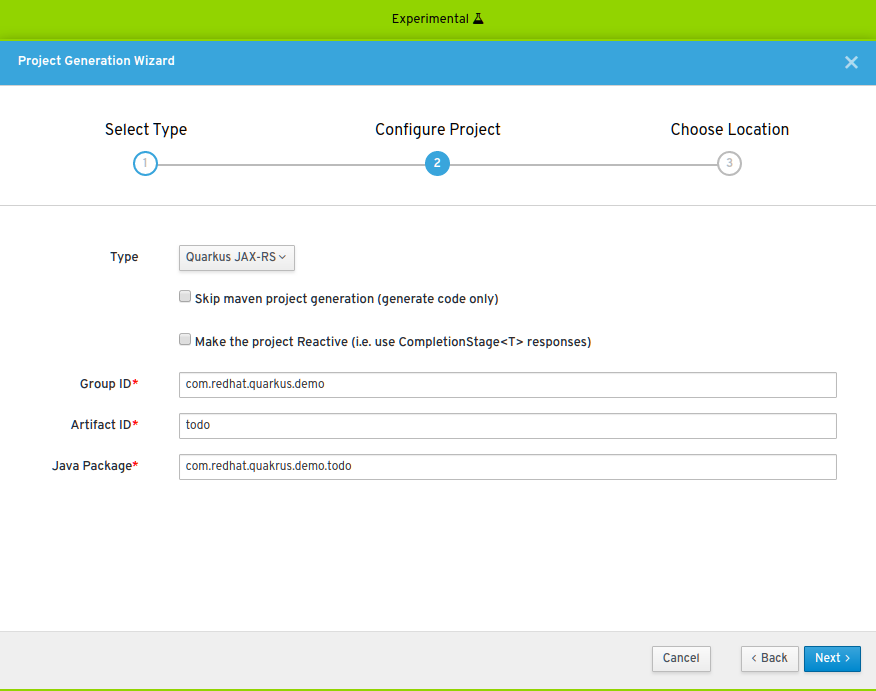 Experimental
Project Generation Wizard
Select Type Configure Project Choose Location
1 2 3
Type Quarkus JAX-RS
Skip maven project generation (generate code only)
Make the project Reactive (i.e. use CompletionStage<T> responses)
Group ID* com.redhat.quarkus.demo
Artifact ID* todo
Java Package* com.redhat.quakrus.demo.todo
Cancel < Back Next >